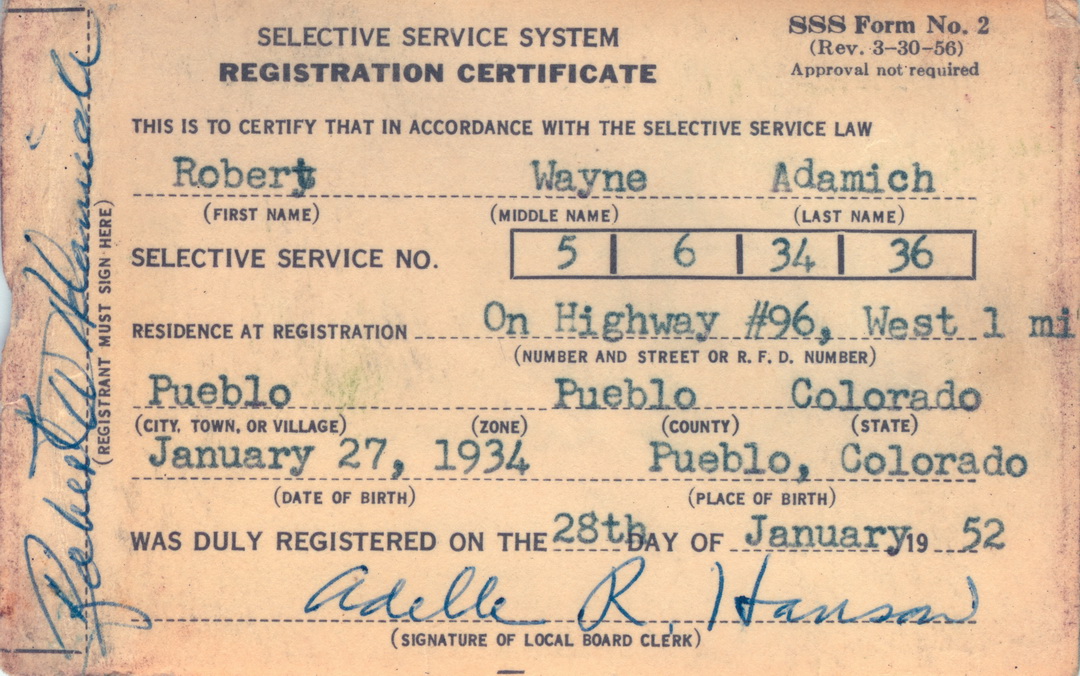 SELECTIVE SERVICE SYSTEM
REGISTRATION CERTIFICATE
SSS Form No. 2
(Rev. 3-30-56)
Approval not required
THIS IS TO CERTIFY THAT IN ACCORDANCE WITH THE SELECTIVE SERVICE LAW
Robert Wayne Adamich
(FIRST NAME) (MIDDLE NAME) (LAST NAME)
SELECTIVE SERVICE NO. 5 6 34 36
RESIDENCE AT REGISTRATION On Highway #96, West 1 mi
(NUMBER AND STREET OR R. F. D. NUMBER)
Pueblo Pueblo Colorado
(CITY, TOWN, OR VILLAGE) (ZONE) (COUNTY) (STATE)
January 27, 1934 Pueblo, Colorado
(DATE OF BIRTH) (PLACE OF BIRTH)
WAS DULY REGISTERED ON THE 28th DAY OF January 19 52
Adelle R. Hanson
(SIGNATURE OF LOCAL BOARD CLERK)
Robert W Adamich
(REGISTRANT MUST SIGN HERE)